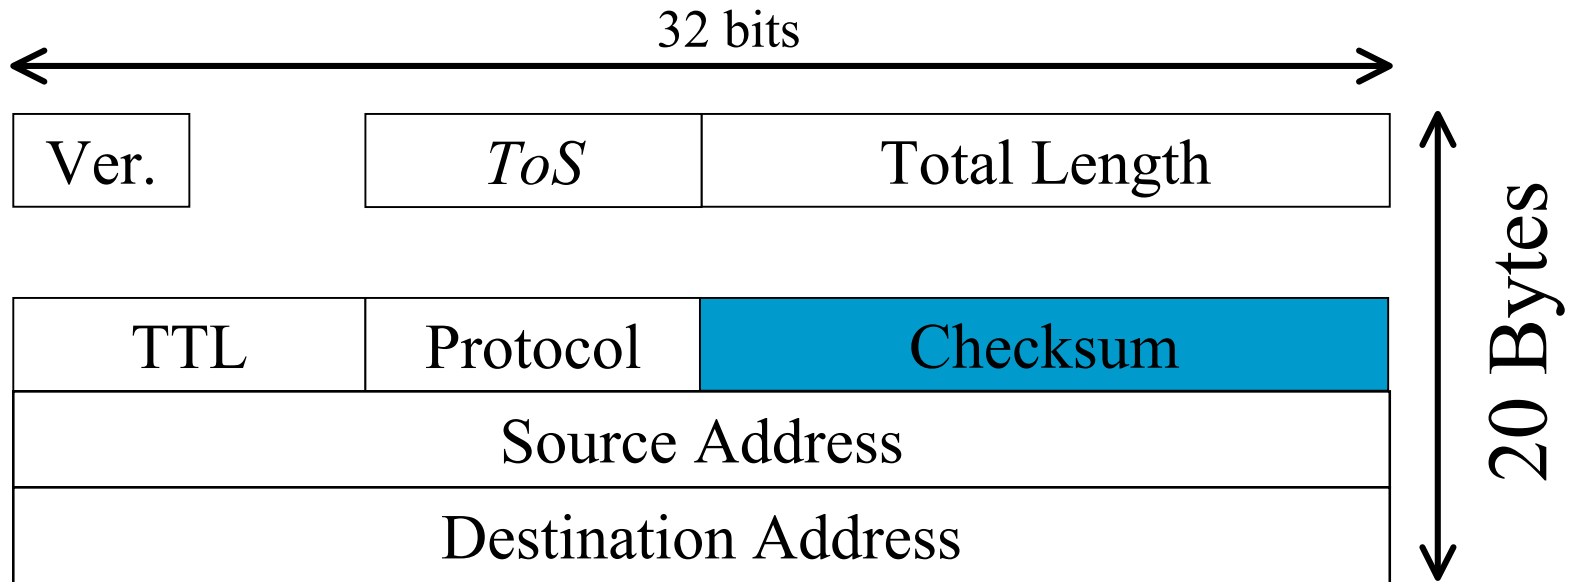 32 bits
Ver. ToS Total Length
TTL Protocol Checksum
Source Address
Destination Address
20 Bytes